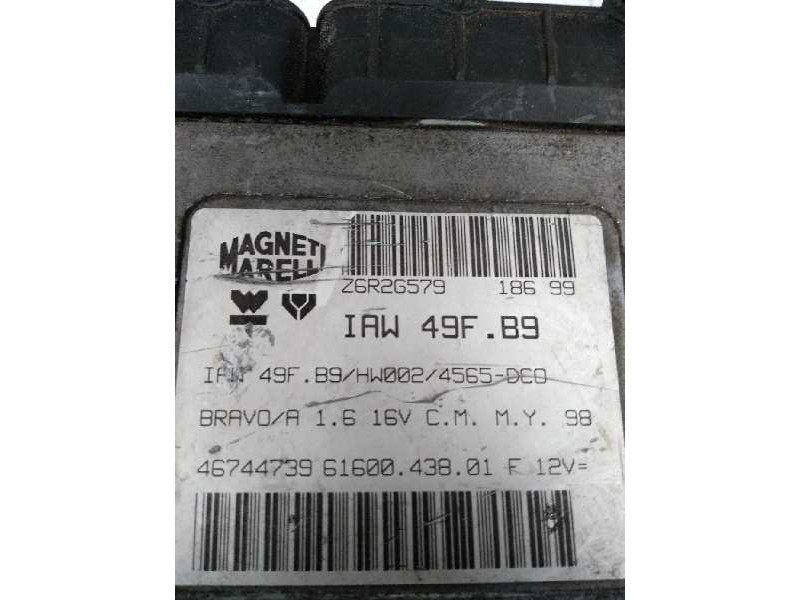 MAGNETI
MARELLI
Z6R2G579 186 99
IAW 49F.B9
IAW 49F.B9/HW002/4565-DC0
BRAVO/A 1.6 16V C.M. M.Y. 98
46744739 61600.438.01 F 12V=